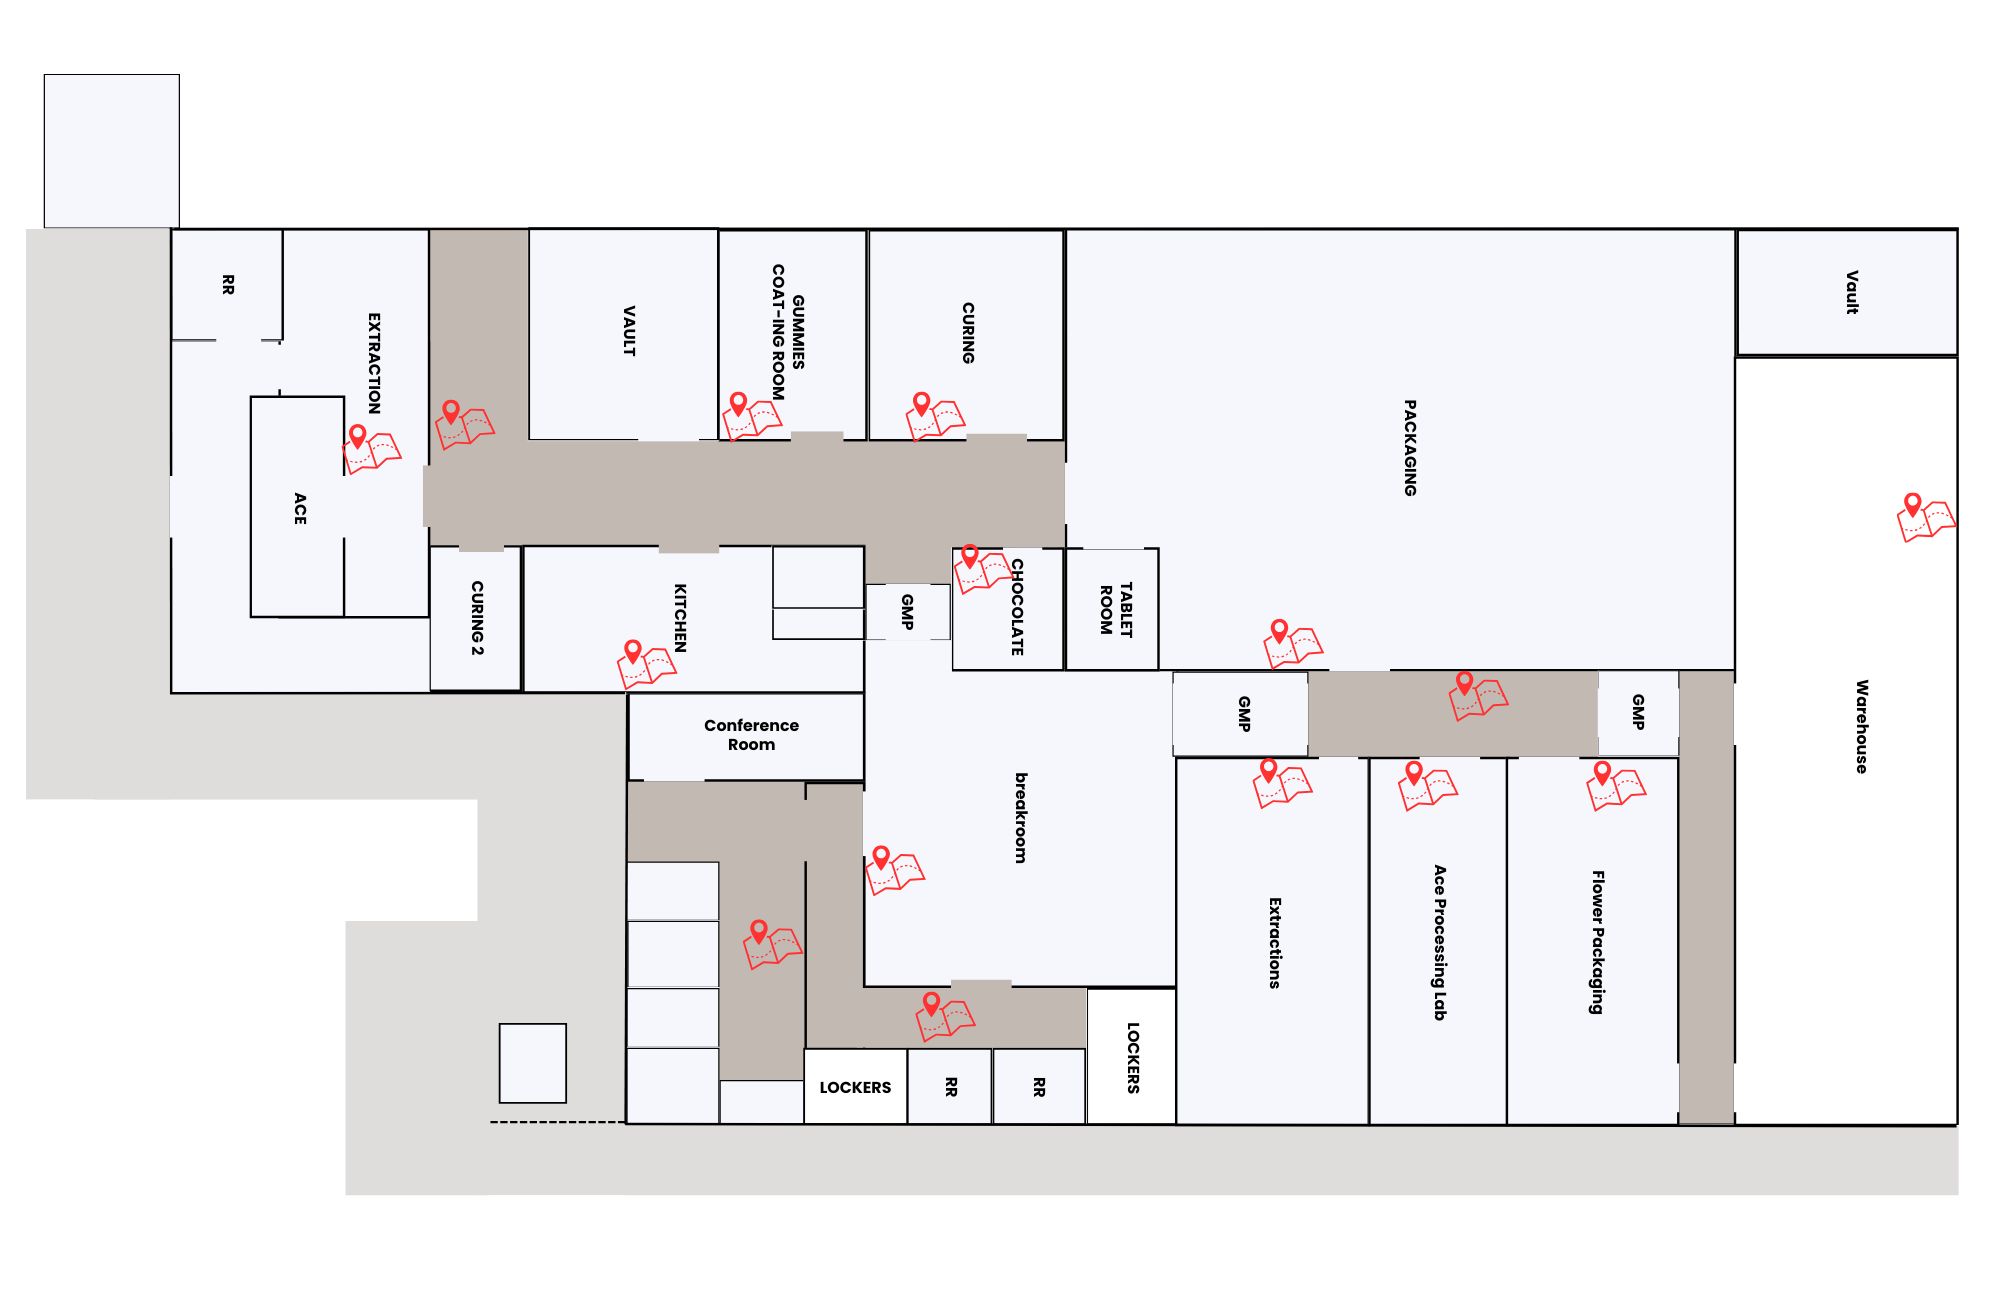 RR
EXTRACTION
ACE
VAULT
GUMMIES
COAT-ING ROOM
CURING
PACKAGING
Vault
CURING 2
KITCHEN
GMP
CHOCOLATE
TABLET
ROOM
Conference
Room
GMP
GMP
Warehouse
breakroom
Extractions
Ace Processing Lab
Flower Packaging
LOCKERS
RR
RR
LOCKERS